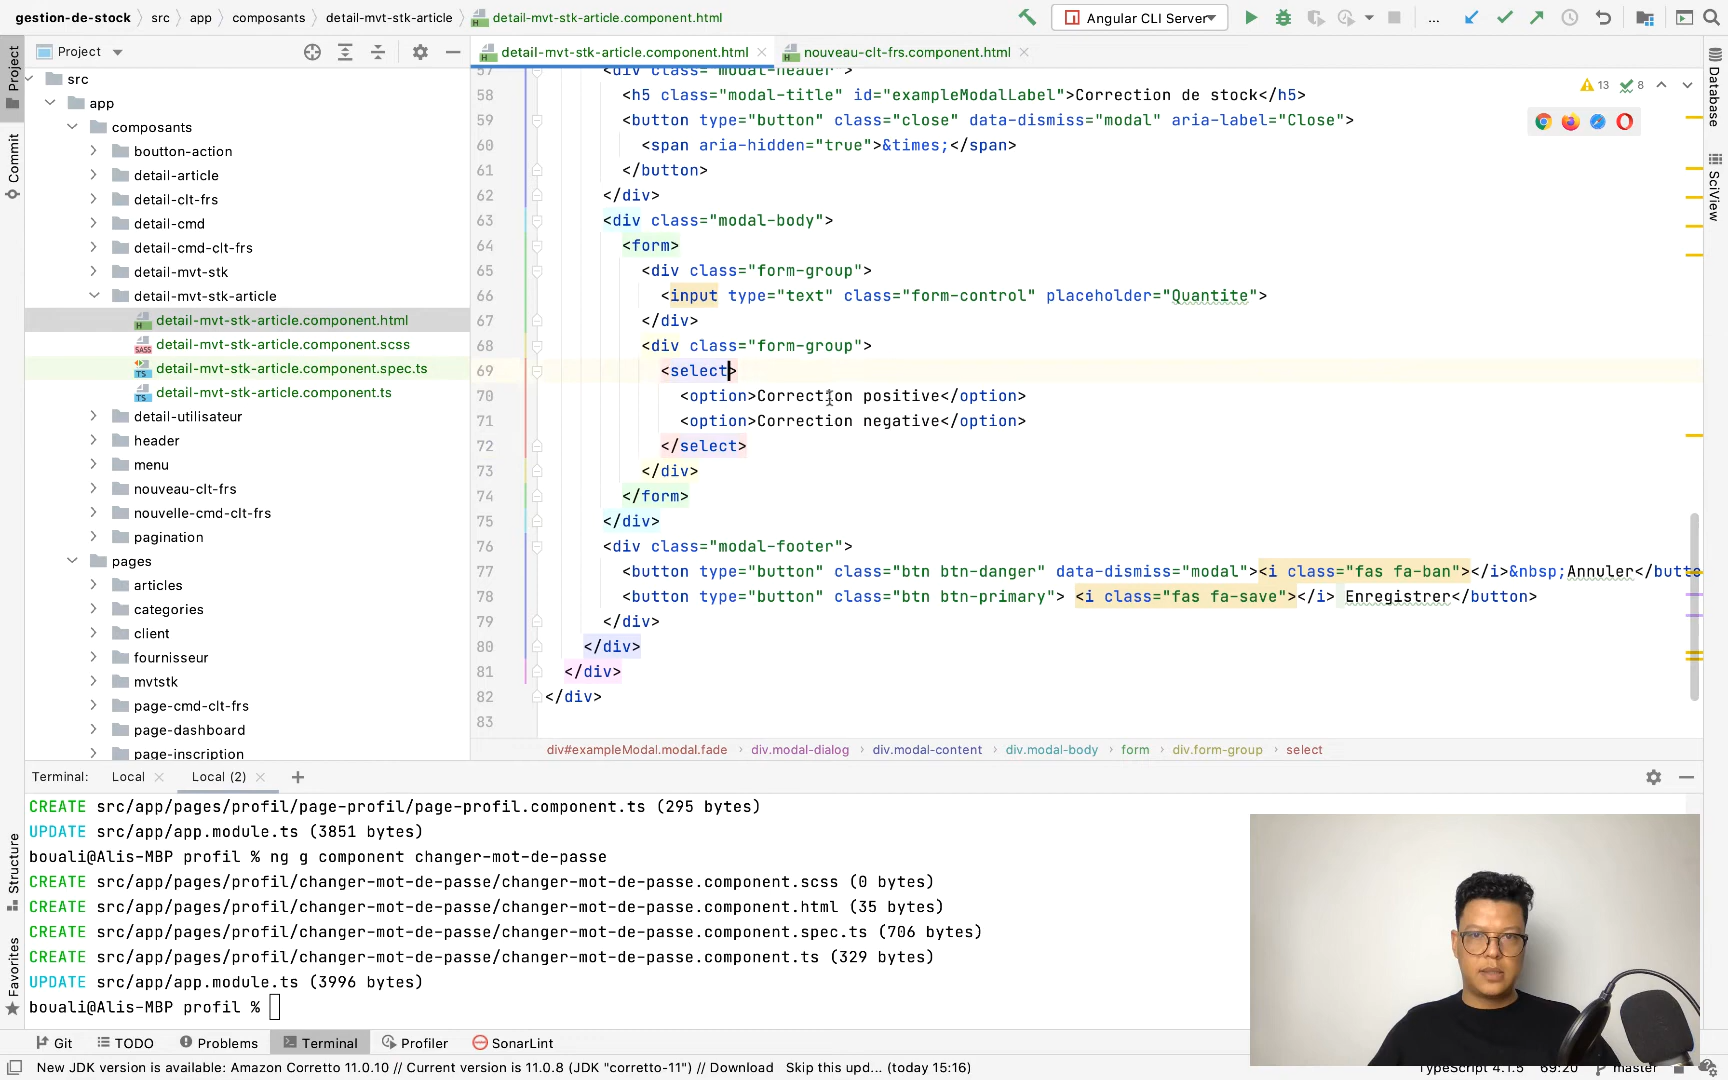 gestion-de-stock
src
app
composants
detail-mvt-stk-article
detail-mvt-stk-article.component.html
Angular CLI Server
...
Project
detail-mvt-stk-article.component.html
nouveau-clt-frs.component.html
Project
Commit
Structure
Favorites
Database
SciView
src
app
composants
boutton-action
detail-article
detail-clt-frs
detail-cmd
detail-cmd-clt-frs
detail-mvt-stk
detail-mvt-stk-article
detail-mvt-stk-article.component.html
detail-mvt-stk-article.component.scss
detail-mvt-stk-article.component.spec.ts
detail-mvt-stk-article.component.ts
detail-utilisateur
header
menu
nouveau-clt-frs
nouvelle-cmd-clt-frs
pagination
pages
articles
categories
client
fournisseur
mvtstk
page-cmd-clt-frs
page-dashboard
page-inscription
13 8
57 <div class="modal-header">
58 <h5 class="modal-title" id="exampleModalLabel">Correction de stock</h5>
59 <button type="button" class="close" data-dismiss="modal" aria-label="Close">
60 <span aria-hidden="true">&times;</span>
61 </button>
62 </div>
63 <div class="modal-body">
64 <form>
65 <div class="form-group">
66 <input type="text" class="form-control" placeholder="Quantite">
67 </div>
68 <div class="form-group">
69 <select>
70 <option>Correction positive</option>
71 <option>Correction negative</option>
72 </select>
73 </div>
74 </form>
75 </div>
76 <div class="modal-footer">
77 <button type="button" class="btn btn-danger" data-dismiss="modal"><i class="fas fa-ban"></i>&nbsp;Annuler</butto
78 <button type="button" class="btn btn-primary"> <i class="fas fa-save"></i> Enregistrer</button>
79 </div>
80 </div>
81 </div>
82 </div>
83
div#exampleModal.modal.fade
div.modal-dialog
div.modal-content
div.modal-body
form
div.form-group
select
Terminal: Local Local (2)
CREATE src/app/pages/profil/page-profil/page-profil.component.ts (295 bytes)
UPDATE src/app/app.module.ts (3851 bytes)
bouali@Alis-MBP profil % ng g component changer-mot-de-passe
CREATE src/app/pages/profil/changer-mot-de-passe/changer-mot-de-passe.component.scss (0 bytes)
CREATE src/app/pages/profil/changer-mot-de-passe/changer-mot-de-passe.component.html (35 bytes)
CREATE src/app/pages/profil/changer-mot-de-passe/changer-mot-de-passe.component.spec.ts (706 bytes)
CREATE src/app/pages/profil/changer-mot-de-passe/changer-mot-de-passe.component.ts (329 bytes)
UPDATE src/app/app.module.ts (3996 bytes)
bouali@Alis-MBP profil %
Git TODO Problems Terminal Profiler SonarLint
New JDK version is available: Amazon Corretto 11.0.10 // Current version is 11.0.8 (JDK "corretto-11") // Download Skip this upd... (today 15:16)
TypeScript 4.1.5 69:20 master